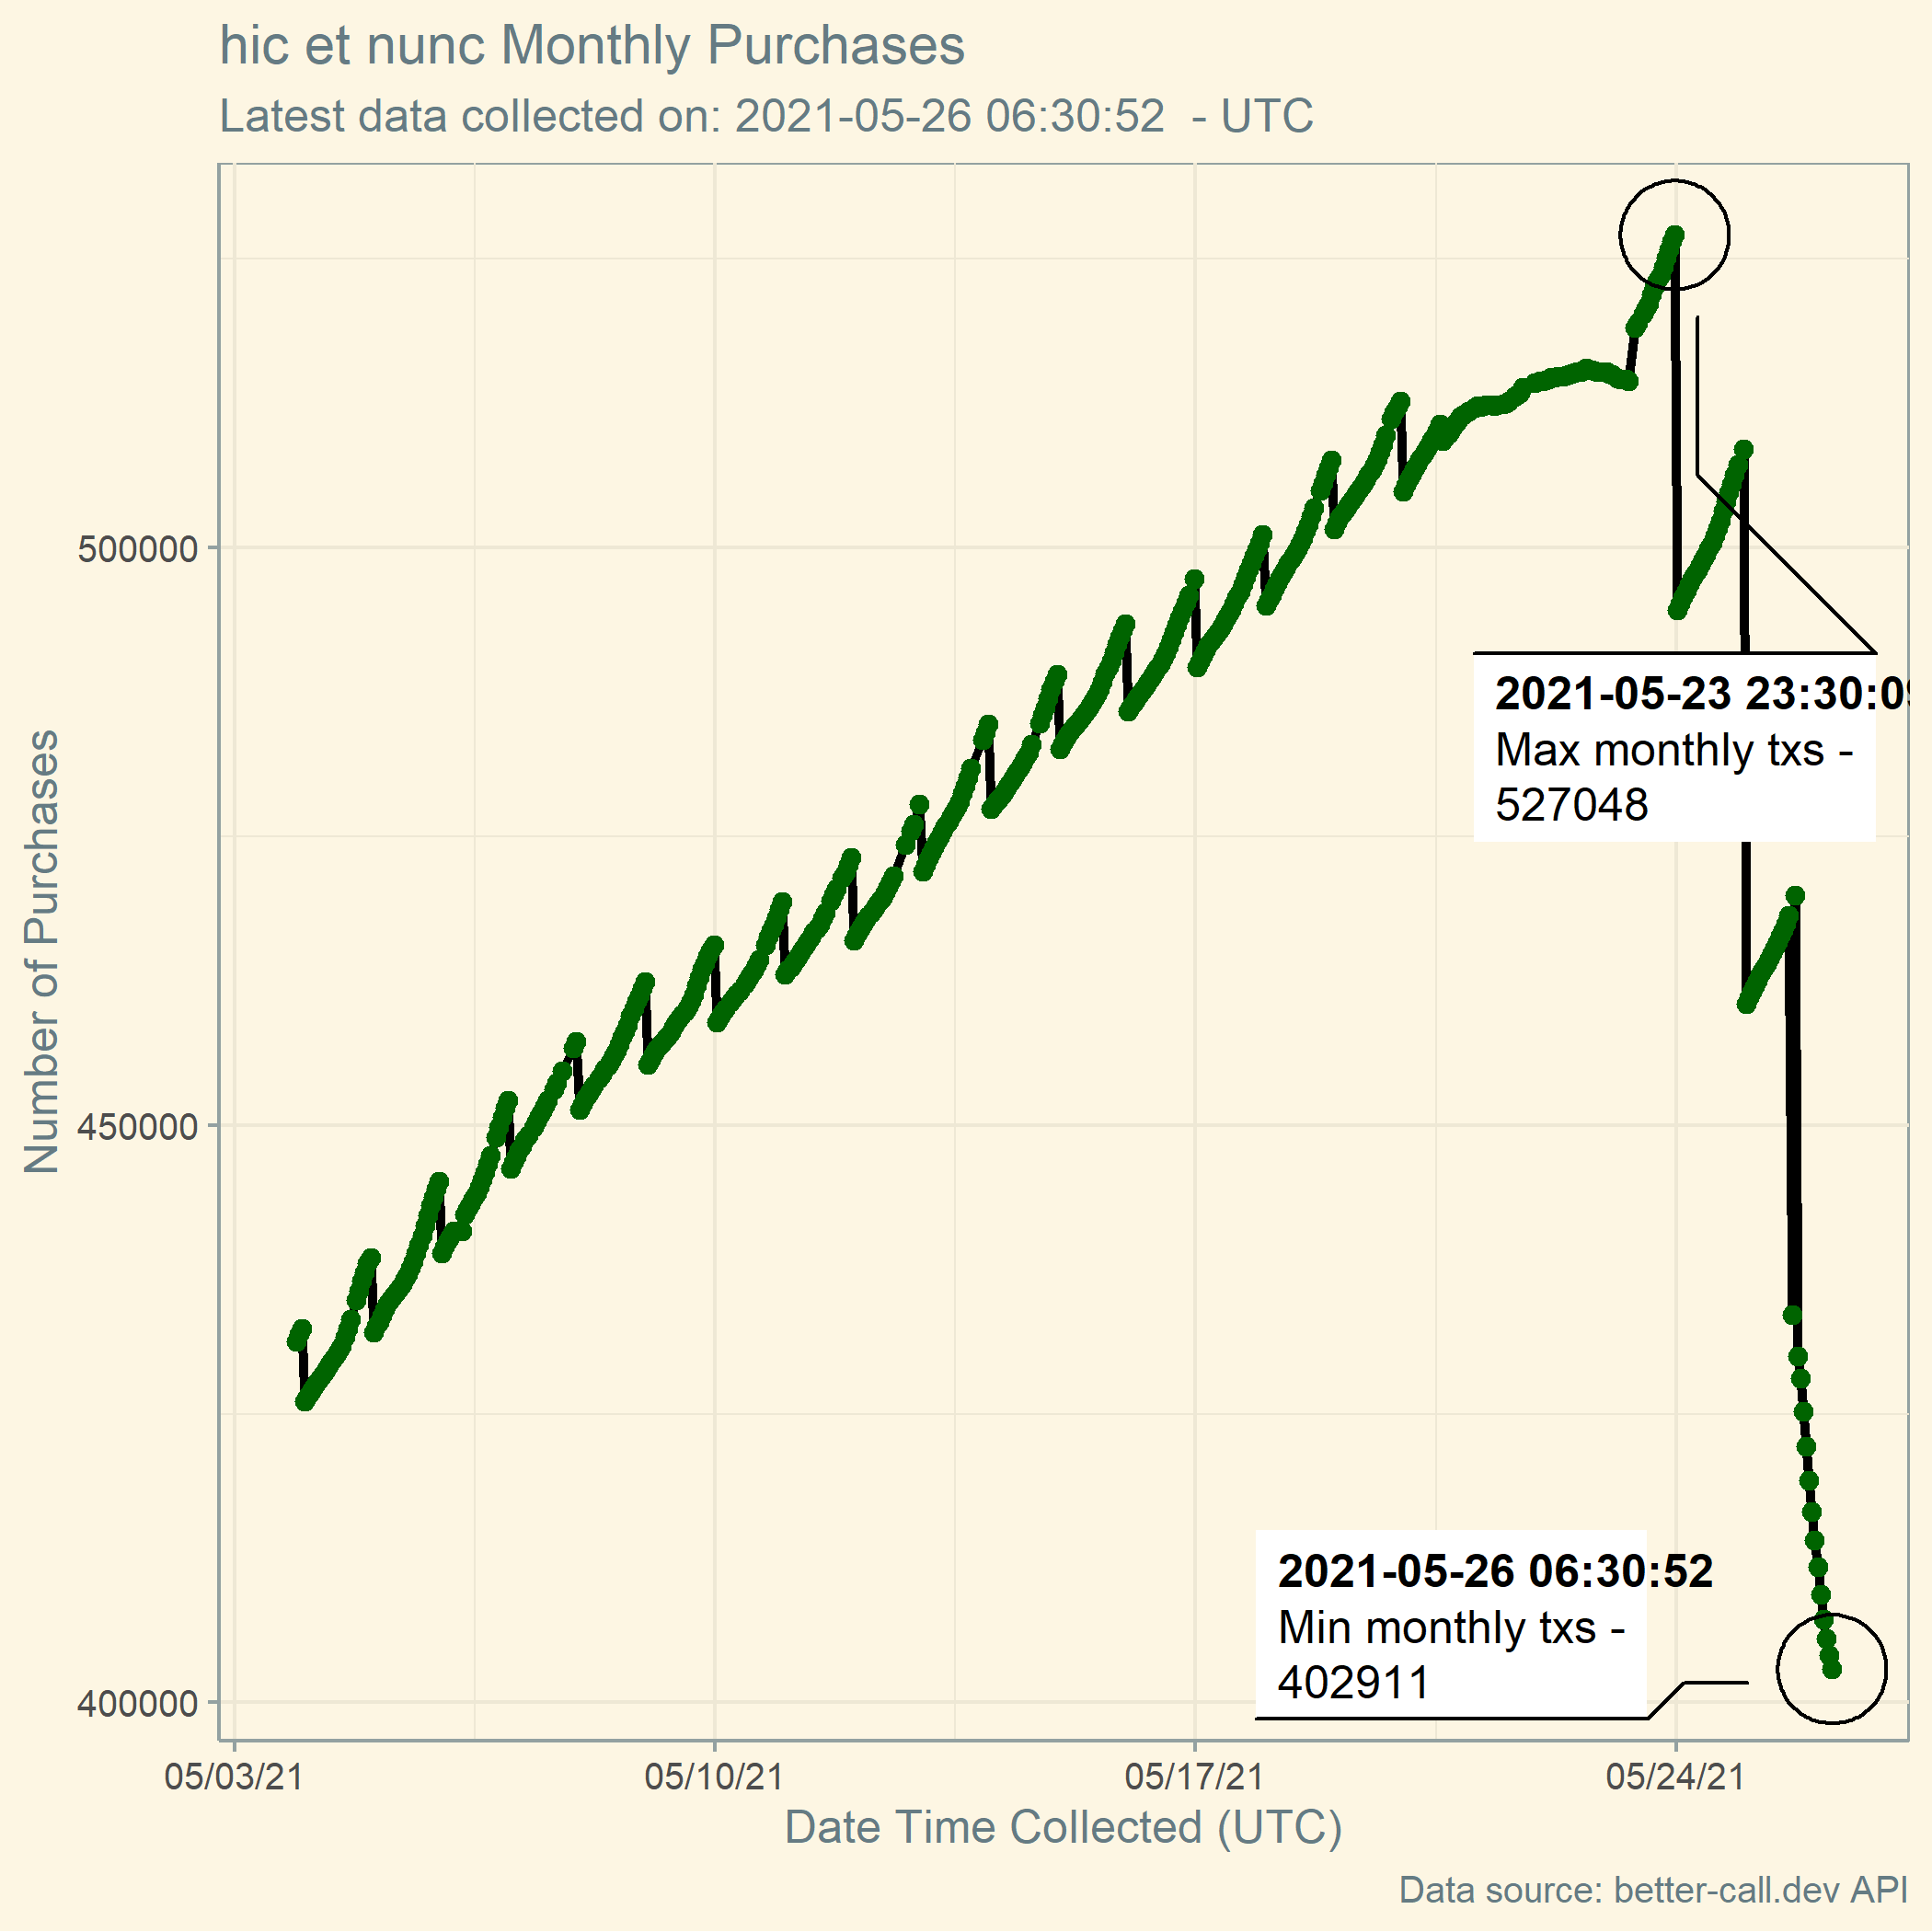 hic et nunc Monthly Purchases
Latest data collected on: 2021-05-26 06:30:52 - UTC
Number of Purchases
500000
450000
400000
2021-05-23 23:30:09
Max monthly txs -
527048
2021-05-26 06:30:52
Min monthly txs -
402911
05/03/21
05/10/21
05/17/21
05/24/21
Date Time Collected (UTC)
Data source: better-call.dev API